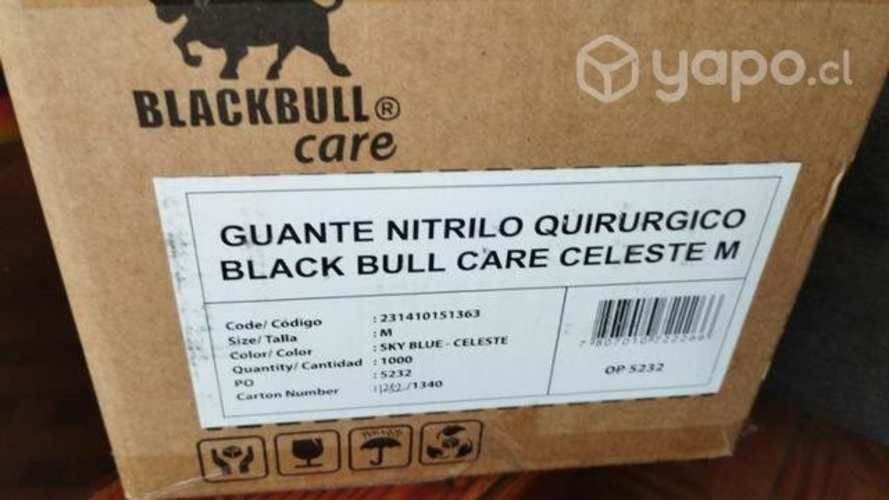 yapo.cl
BLACKBULL®
care
GUANTE NITRILO QUIRURGICO
BLACK BULL CARE CELESTE M
Code/ Código : 231410151363
Size/ Talla : M
Color/ Color : SKY BLUE - CELESTE
Quantity/ Cantidad : 1000
PO : 5232
Carton Number : /1340
OP 5232